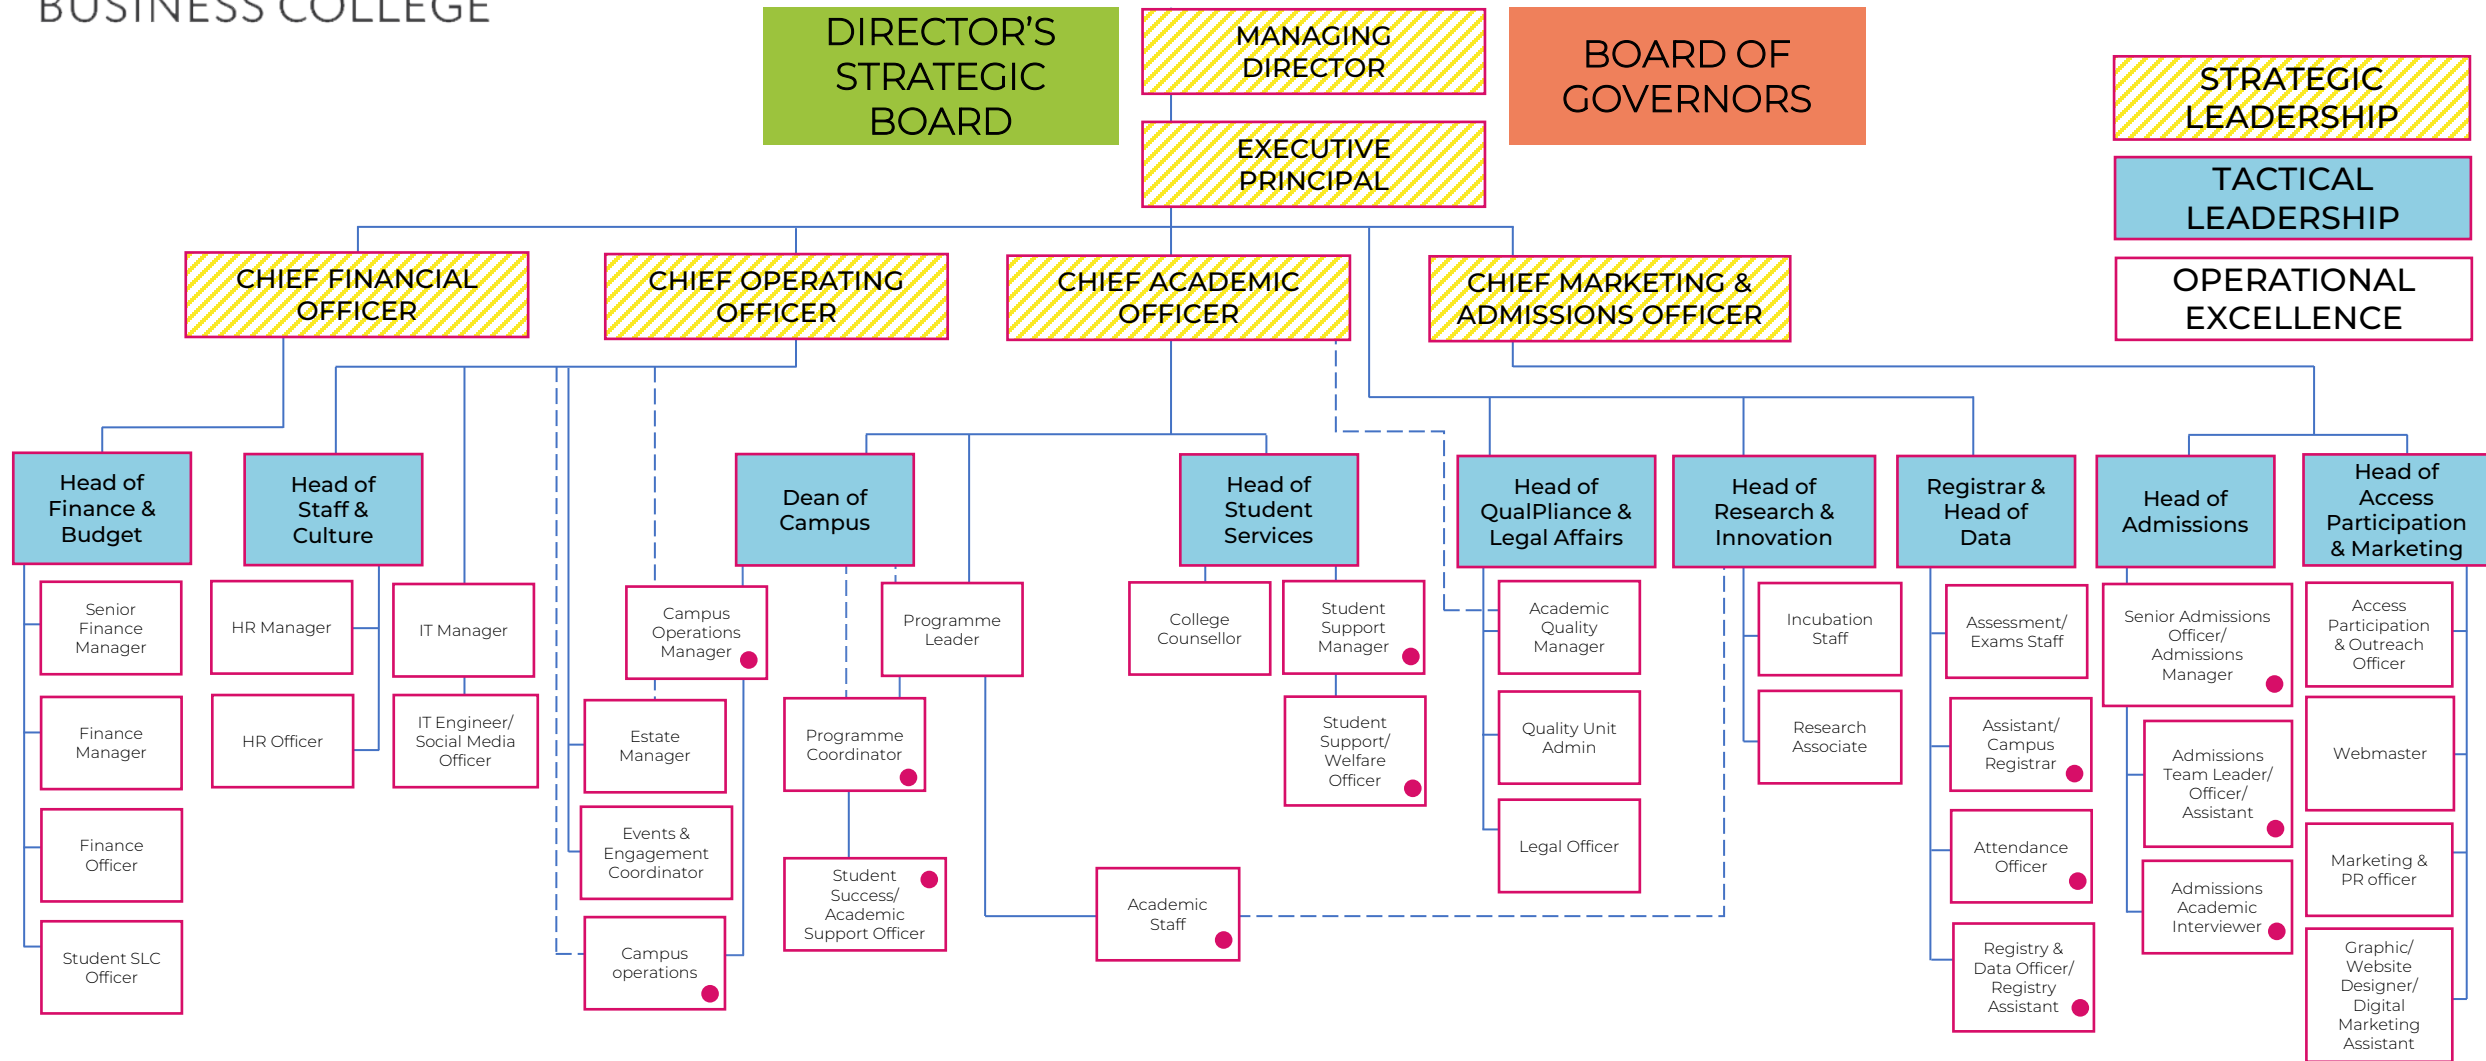 BUSINESS COLLEGE
DIRECTOR'S
STRATEGIC
BOARD
MANAGING
DIRECTOR
BOARD OF
GOVERNORS
EXECUTIVE
PRINCIPAL
STRATEGIC
LEADERSHIP
TACTICAL
LEADERSHIP
OPERATIONAL
EXCELLENCE
CHIEF FINANCIAL
OFFICER
CHIEF OPERATING
OFFICER
CHIEF ACADEMIC
OFFICER
CHIEF MARKETING &
ADMISSIONS OFFICER
Head of
Finance &
Budget
Head of
Staff &
Culture
Dean of
Campus
Head of
Student
Services
Head of
QualPliance &
Legal Affairs
Head of
Research &
Innovation
Registrar &
Head of
Data
Head of
Admissions
Head of
Access
Participation
& Marketing
Senior
Finance
Manager
Finance
Manager
Finance
Officer
Student SLC
Officer
HR Manager
HR Officer
IT Manager
IT Engineer/
Social Media
Officer
Campus
Operations
Manager
Estate
Manager
Events &
Engagement
Coordinator
Campus
operations
Programme
Leader
Programme
Coordinator
Student
Success/
Academic
Support Officer
Academic
Staff
College
Counsellor
Student
Support
Manager
Student
Support/
Welfare
Officer
Academic
Quality
Manager
Quality Unit
Admin
Legal Officer
Incubation
Staff
Research
Associate
Assessment/
Exams Staff
Assistant/
Campus
Registrar
Attendance
Officer
Registry &
Data Officer/
Registry
Assistant
Senior Admissions
Officer/
Admissions
Manager
Admissions
Team Leader/
Officer/
Assistant
Admissions
Academic
Interviewer
Access
Participation
& Outreach
Officer
Webmaster
Marketing &
PR officer
Graphic/
Website
Designer/
Digital
Marketing
Assistant